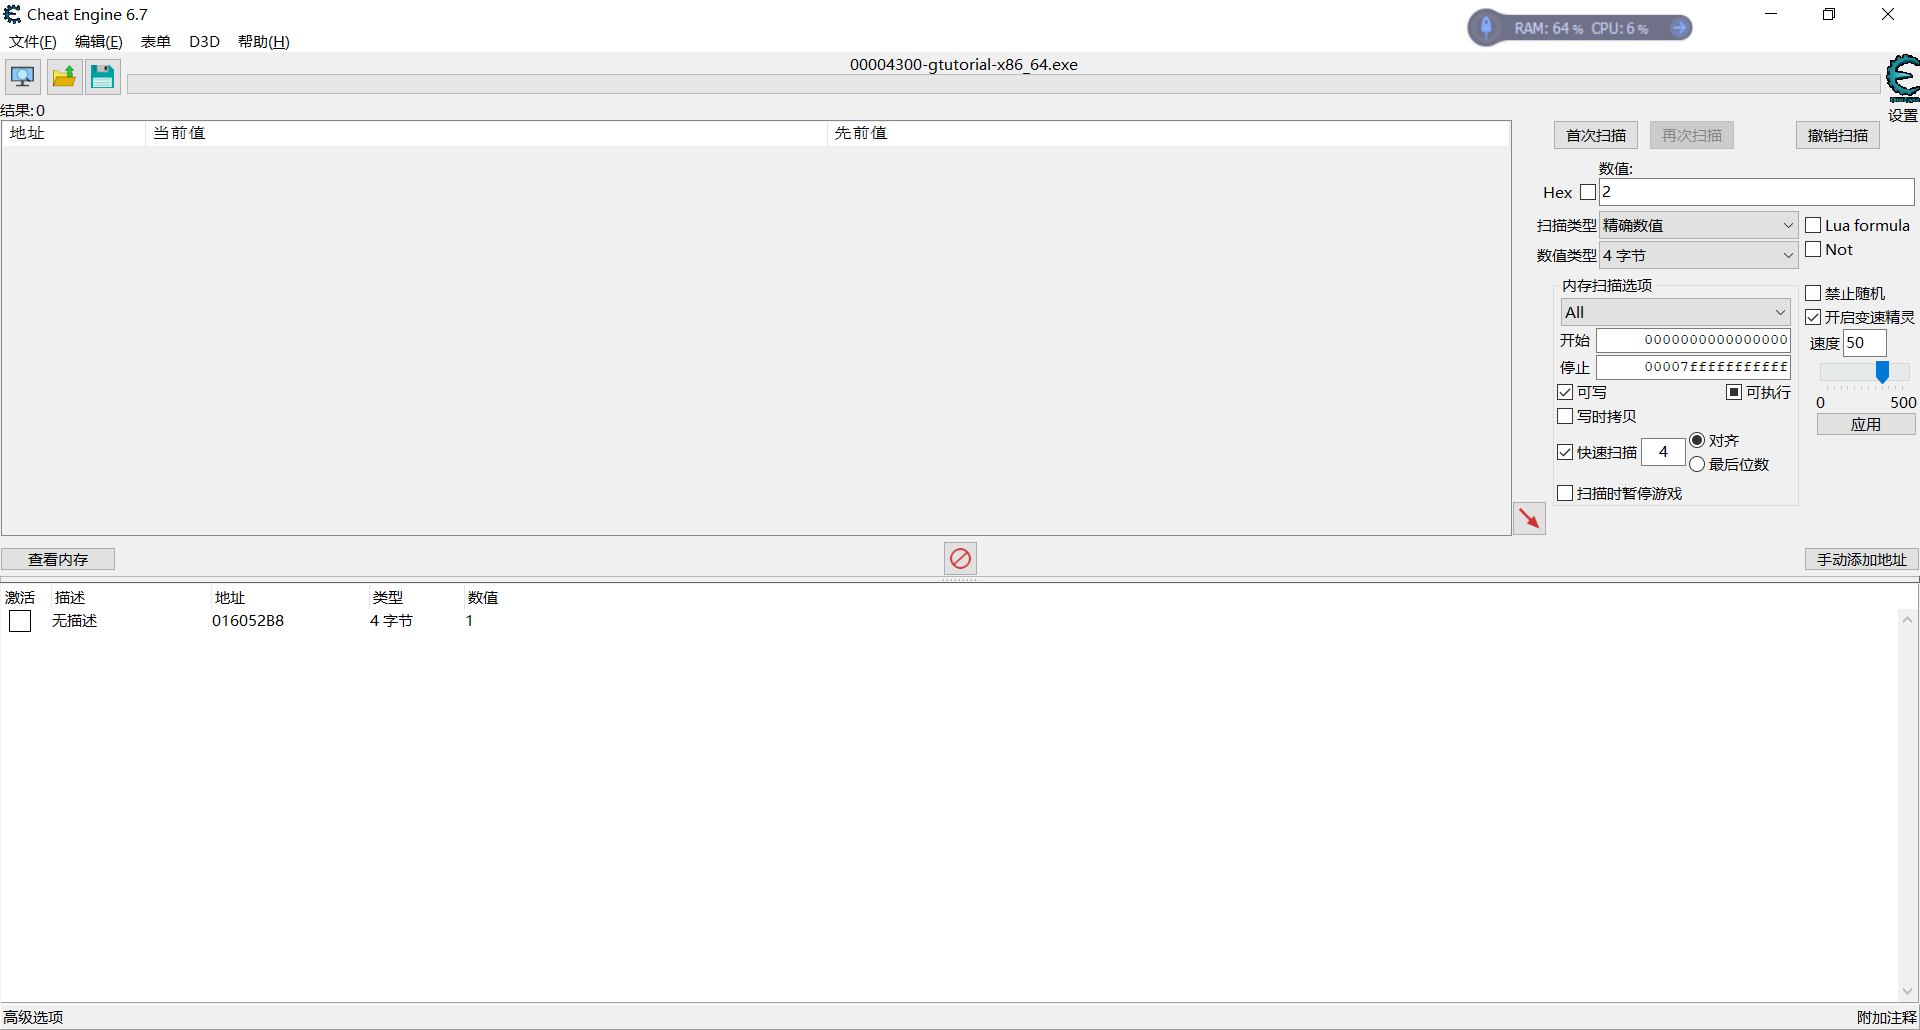 Cheat Engine 6.7
文件(F) 编辑(E) 表单 D3D 帮助(H)
RAM: 64 % CPU: 6 %
00004300-gtutorial-x86_64.exe
结果:0
设置
地址 当前值 先前值
首次扫描 再次扫描 撤销扫描
数值:
Hex 2
扫描类型 精确数值 Lua formula
数值类型 4 字节 Not
内存扫描选项
All
禁止随机
开启变速精灵
开始 0000000000000000
速度 50
停止 00007fffffffffff
可写 可执行
0 500
写时拷贝
应用
快速扫描 4 对齐
最后位数
扫描时暂停游戏
查看内存 手动添加地址
激活 描述 地址 类型 数值
无描述 016052B8 4 字节 1
高级选项 附加注释